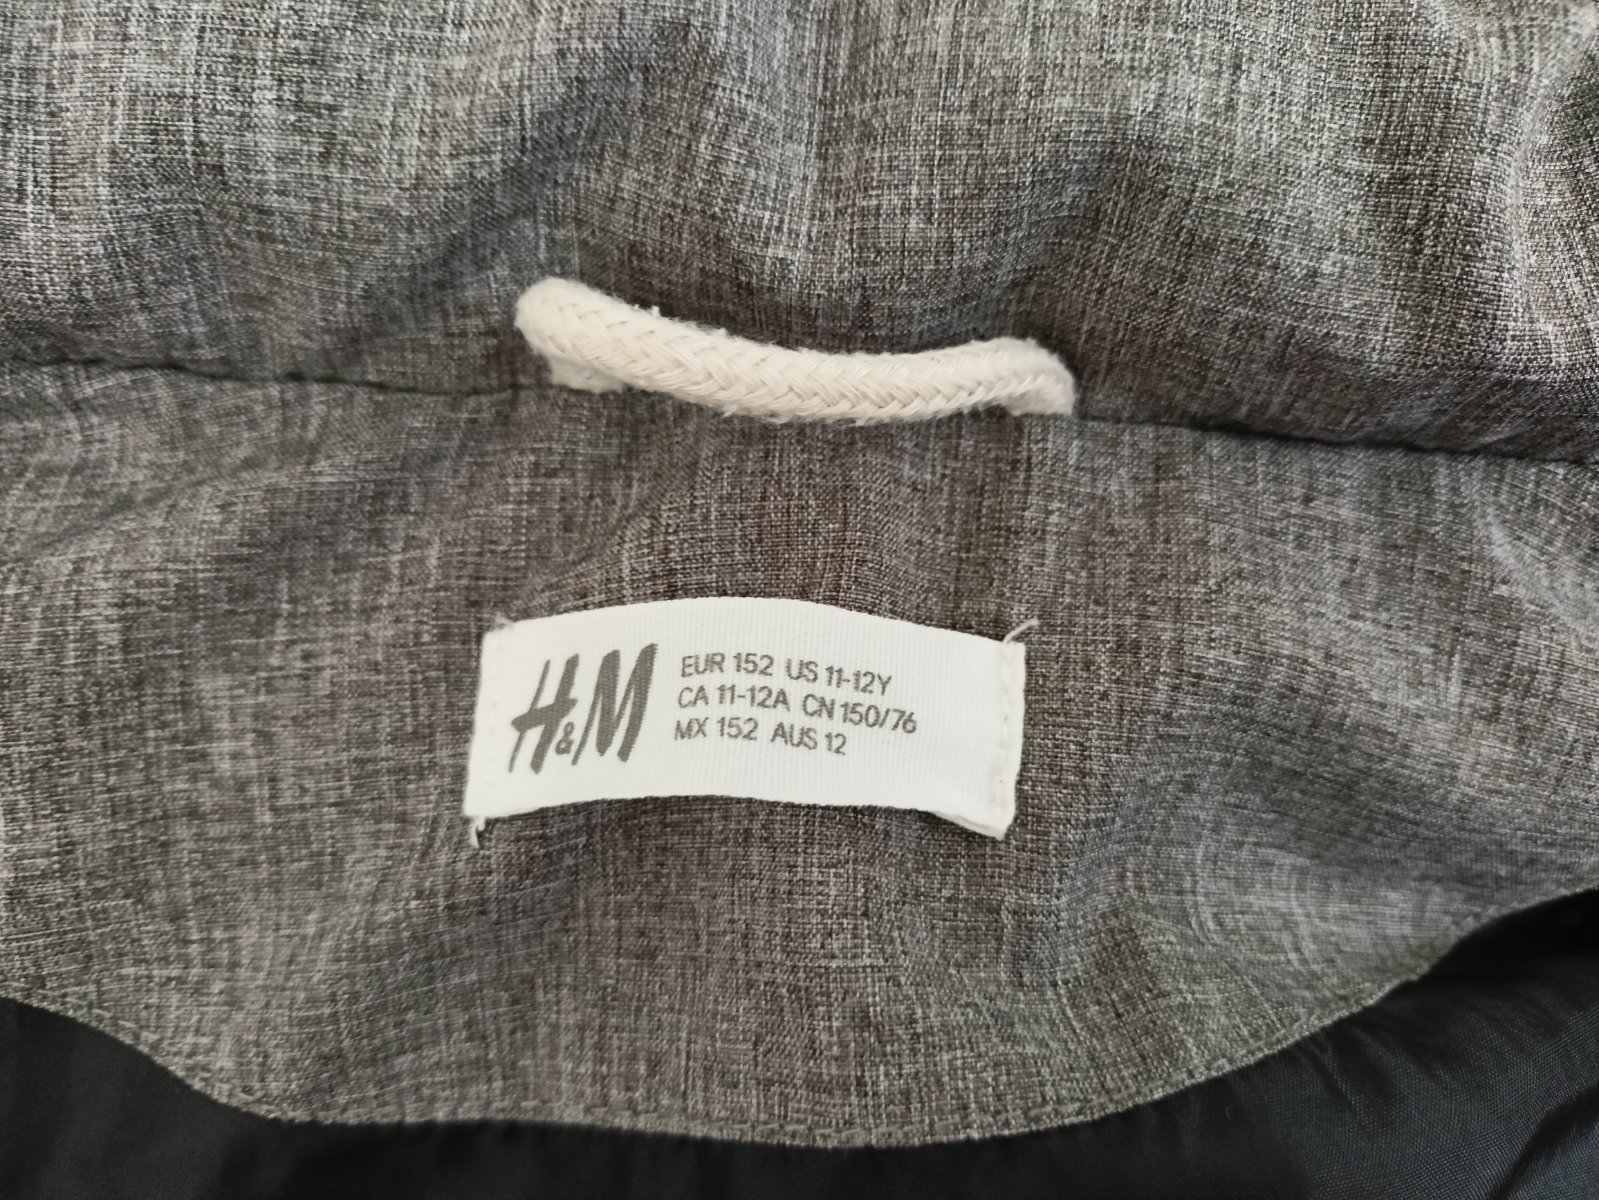 H&M
EUR 152 US 11-12Y
CA 11-12A CN 150/76
MX 152 AUS 12